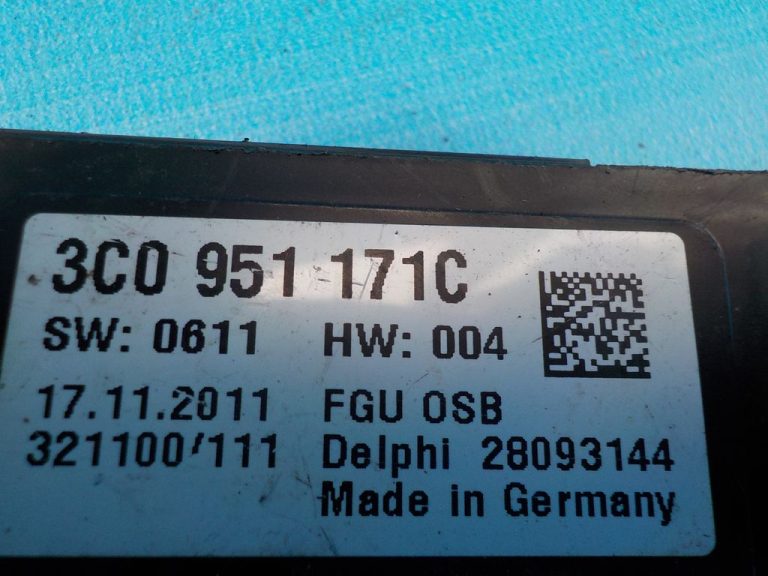 3C0 951 171C
SW: 0611 HW: 004
17.11.2011 FGU OSB
321100/111 Delphi 28093144
Made in Germany